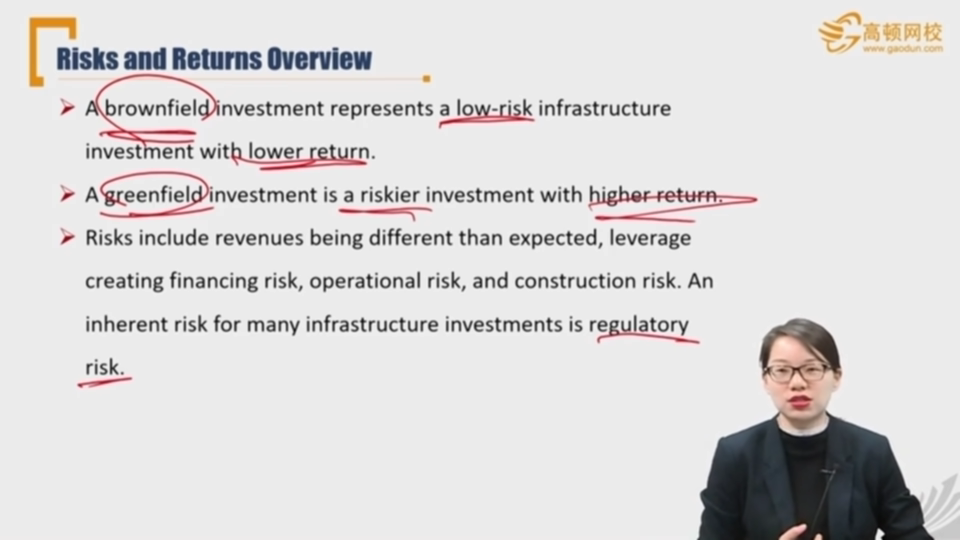 Risks and Returns Overview
高顿网校
www.gaodun.com
A brownfield investment represents a low-risk infrastructure
investment with lower return.
A greenfield investment is a riskier investment with higher return.
Risks include revenues being different than expected, leverage
creating financing risk, operational risk, and construction risk. An
inherent risk for many infrastructure investments is regulatory
risk.